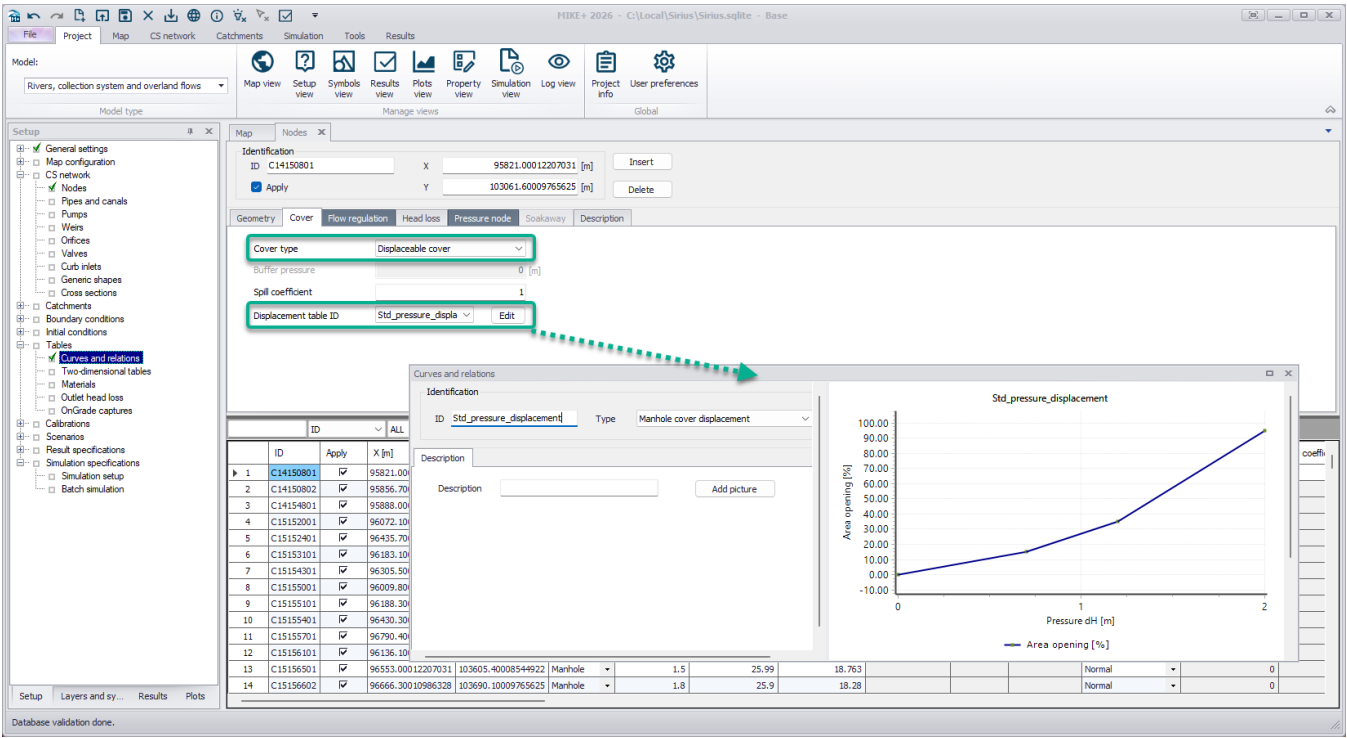 MIKE+ 2026 - C:\Local\Sirius\Sirius.sqlite - Base
File Project Map CS network Catchments Simulation Tools Results
Model:
Rivers, collection system and overland flows
Model type
Map view Setup view Symbols view Results view Plots view Property view Simulation view Log view
Manage views
Project info User preferences
Global
Setup
General settings
Map configuration
CS network
Nodes
Pipes and canals
Pumps
Weirs
Orifices
Valves
Curb inlets
Generic shapes
Cross sections
Catchments
Boundary conditions
Initial conditions
Tables
Curves and relations
Two-dimensional tables
Materials
Outlet head loss
OnGrade captures
Calibrations
Scenarios
Result specifications
Simulation specifications
Simulation setup
Batch simulation
Setup Layers and sy... Results Plots
Database validation done.
Map Nodes
Identification
ID C14150801 X 95821.00012207031 [m] Insert
Apply Y 103061.60009765625 [m] Delete
Geometry Cover Flow regulation Head loss Pressure node Soakaway Description
Cover type Displaceable cover
Buffer pressure 0 [m]
Spill coefficient 1
Displacement table ID Std_pressure_displa Edit
Curves and relations
Identification
ID Std_pressure_displacement Type Manhole cover displacement
Description
Description Add picture
Std_pressure_displacement
Area opening [%]
100.00
90.00
80.00
70.00
60.00
50.00
40.00
30.00
20.00
10.00
0.00
-10.00
0 1 2
Pressure dH [m]
Area opening [%]
ID ALL
ID Apply X [m] coeffi
1 C14150801 95821.00
2 C14150802 95856.70
3 C14154801 95888.00
4 C15152001 96072.10
5 C15152401 96435.70
6 C15153101 96183.10
7 C15154301 96305.50
8 C15155001 96009.80
9 C15155101 96188.30
10 C15155401 96430.30
11 C15155701 96790.40
12 C15156101 96136.10
13 C15156501 96553.00012207031 103605.40008544922 Manhole 1.5 25.99 18.763 Normal 0
14 C15156602 96666.30010986328 103690.10009765625 Manhole 1.8 25.9 18.28 Normal 0